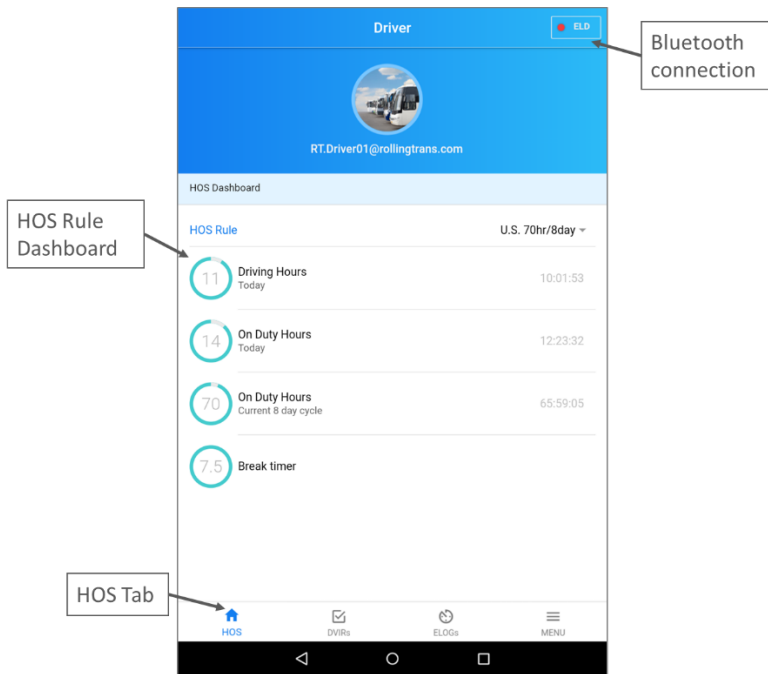 Driver
ELD
Bluetooth
connection
RT.Driver01@rollingtrans.com
HOS Dashboard
HOS Rule
Dashboard
HOS Rule U.S. 70hr/8day
11 Driving Hours 10:01:53
Today
14 On Duty Hours 12:23:32
Today
70 On Duty Hours 65:59:05
Current 8 day cycle
7.5 Break timer
HOS Tab
HOS DVIRs ELOGs MENU